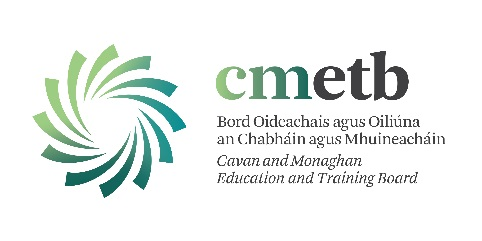 cmetb
Bord Oideachais agus Oiliúna
an Chabháin agus Mhuineacháin
Cavan and Monaghan
Education and Training Board